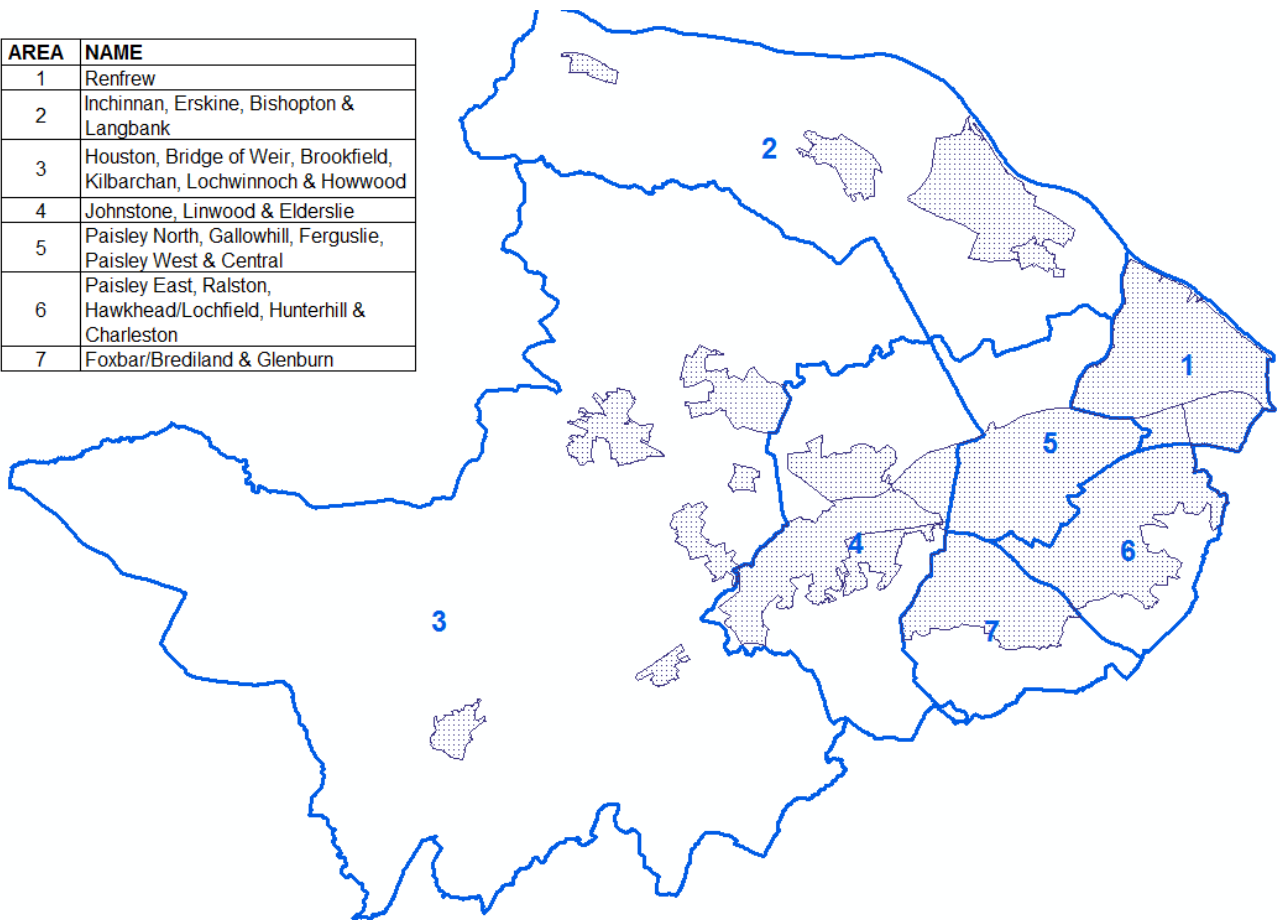 AREA NAME
1 Renfrew
2 Inchinnan, Erskine, Bishopton &
Langbank
3 Houston, Bridge of Weir, Brookfield,
Kilbarchan, Lochwinnoch & Howwood
4 Johnstone, Linwood & Elderslie
5 Paisley North, Gallowhill, Ferguslie,
Paisley West & Central
6 Paisley East, Ralston,
Hawkhead/Lochfield, Hunterhill &
Charleston
7 Foxbar/Brediland & Glenburn
2
1
5
4
6
3
7